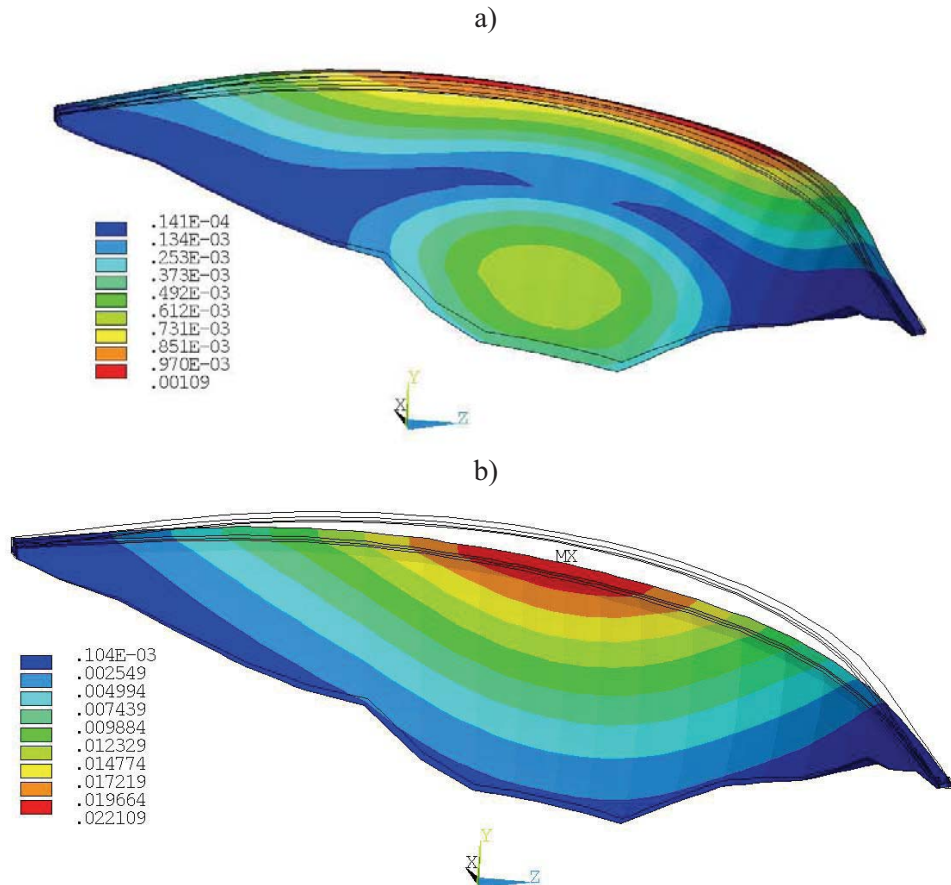 a)
.141E-04
.134E-03
.253E-03
.373E-03
.492E-03
.612E-03
.731E-03
.851E-03
.970E-03
.00109
Y
X
Z
b)
MX
.104E-03
.002549
.004994
.007439
.009884
.012329
.014774
.017219
.019664
.022109
Y
X
Z